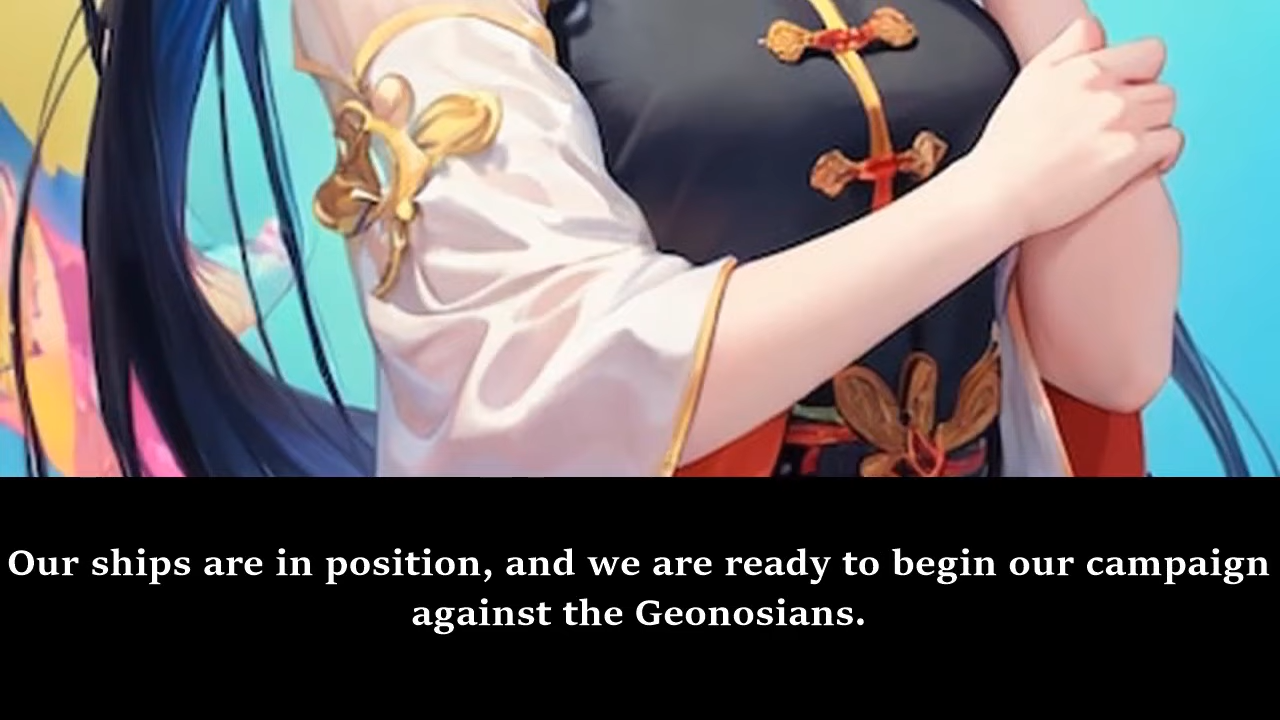 Our ships are in position, and we are ready to begin our campaign
against the Geonosians.